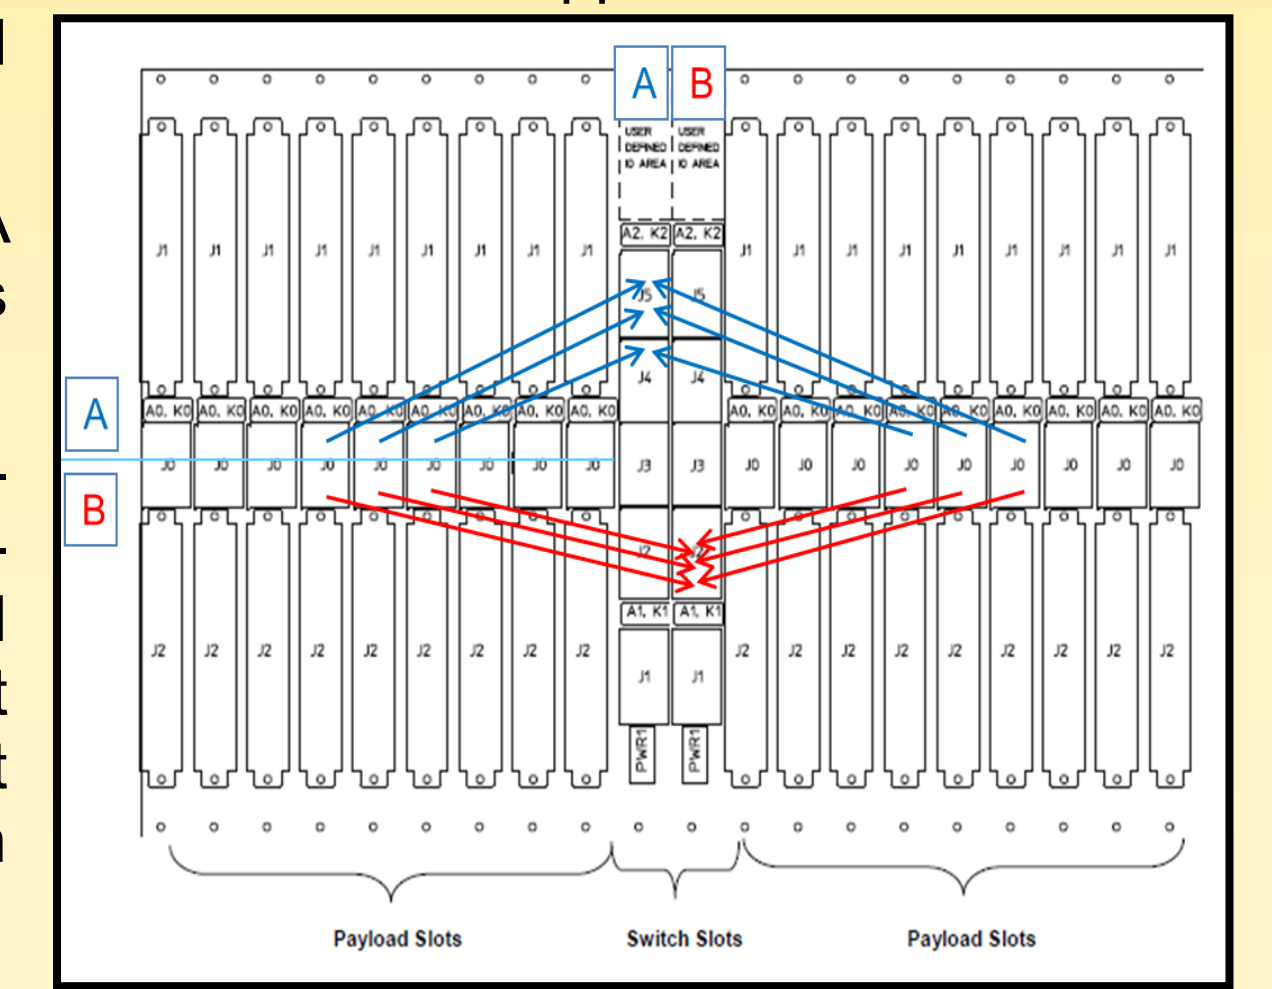 A B
USER USER
DEFINED DEFINED
IO AREA IO AREA
A2, K2 A2, K2
J1 J1 J1 J1 J1 J1 J1 J1 J1 J1 J1 J1 J1 J1 J1 J1 J1 J1
J5 J5
J4 J4
A
A0, K0 A0, K0 A0, K0 A0, K0 A0, K0 A0, K0 A0, K0 A0, K0 A0, K0 A0, K0 A0, K0 A0, K0 A0, K0 A0, K0 A0, K0 A0, K0 A0, K0 A0, K0
J0 J0 J0 J0 J0 J0 J0 J0 J0 J3 J3 J0 J0 J0 J0 J0 J0 J0 J0 J0
B
J2 J2
A1, K1 A1, K1
J2 J2 J2 J2 J2 J2 J2 J2 J2 J2 J2 J2 J2 J2 J2 J2 J2 J2
J1 J1
PWR1 PWR1
Payload Slots Switch Slots Payload Slots